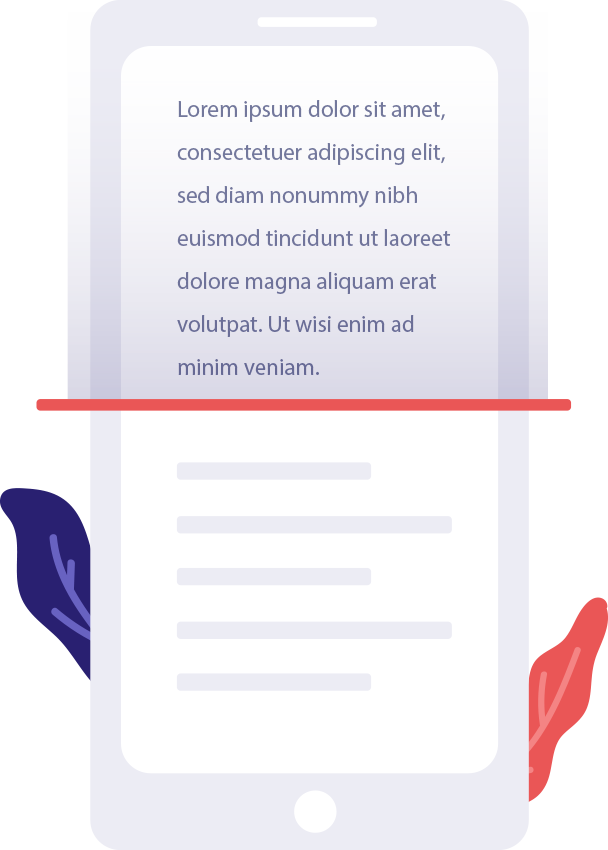 Lorem ipsum dolor sit amet,
consectetuer adipiscing elit,
sed diam nonummy nibh
euismod tincidunt ut laoreet
dolore magna aliquam erat
volutpat. Ut wisi enim ad
minim veniam.